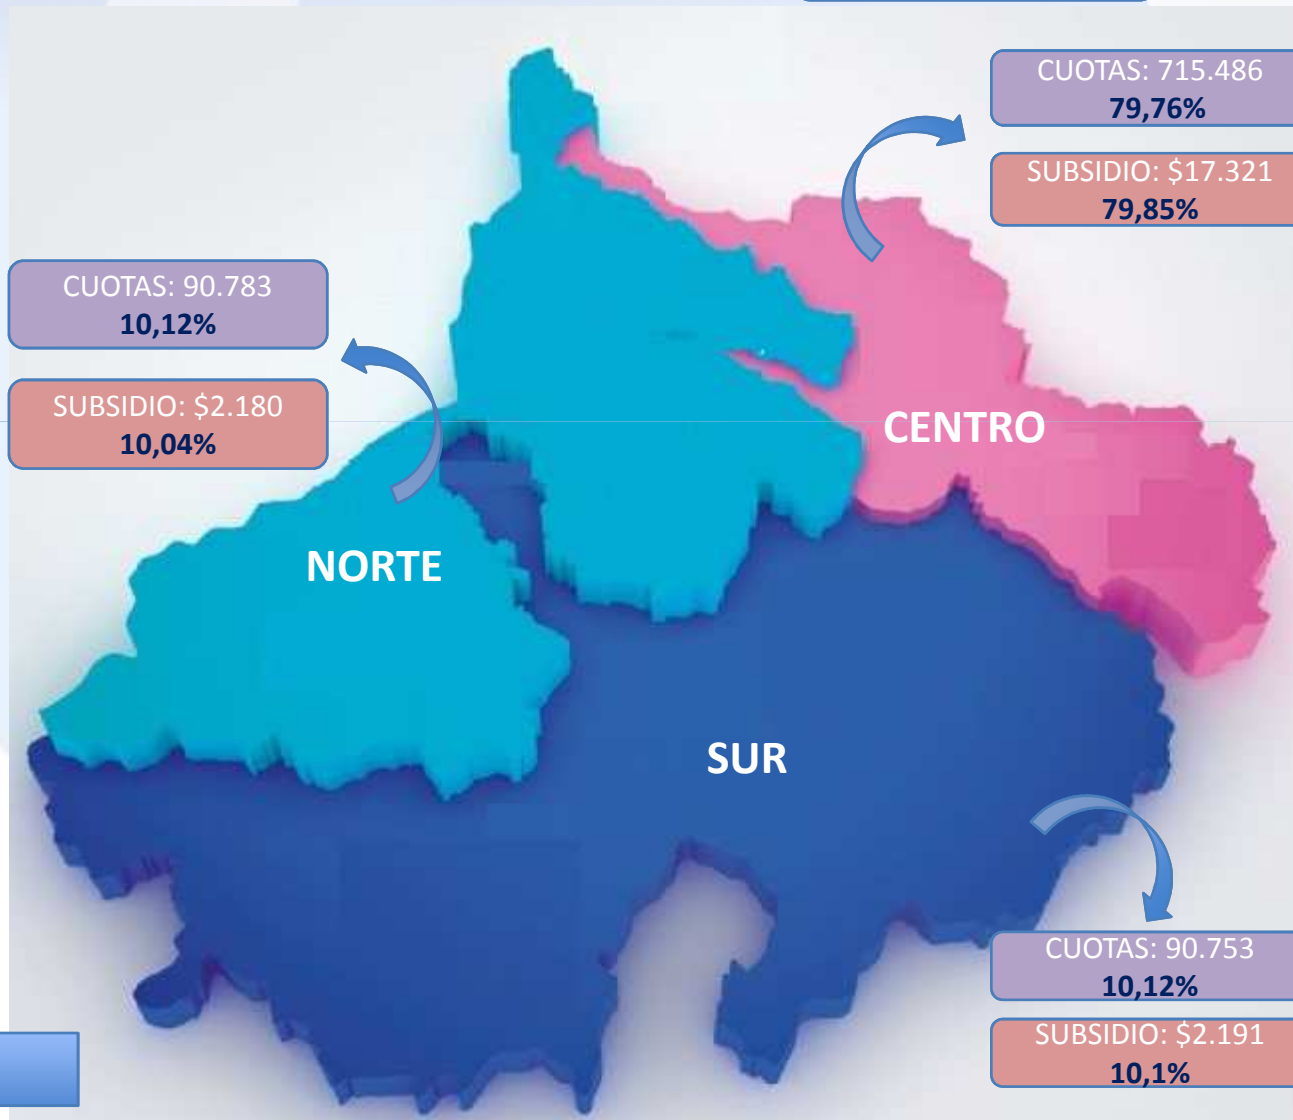 CUOTAS: 715.486
79,76%
SUBSIDIO: $17.321
79,85%
CUOTAS: 90.783
10,12%
SUBSIDIO: $2.180
10,04%
CENTRO
NORTE
SUR
CUOTAS: 90.753
10,12%
SUBSIDIO: $2.191
10,1%